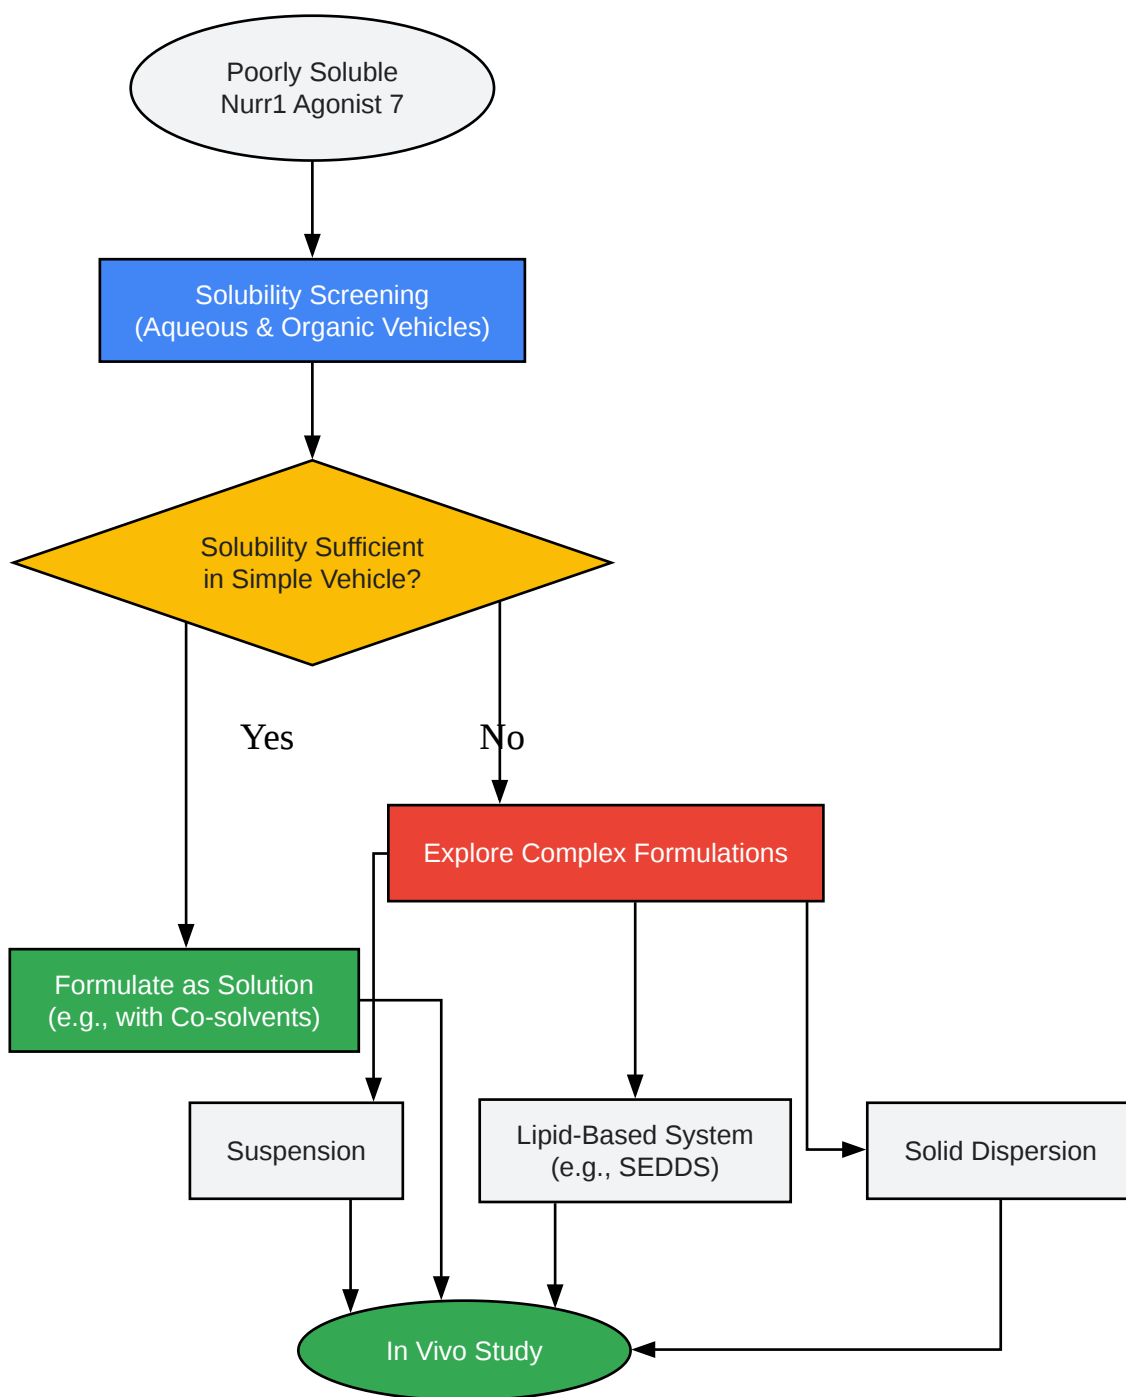 Poorly Soluble
Nurr1 Agonist 7
Solubility Screening
(Aqueous & Organic Vehicles)
Solubility Sufficient
in Simple Vehicle?
Yes
No
Explore Complex Formulations
Formulate as Solution
(e.g., with Co-solvents)
Suspension
Lipid-Based System
(e.g., SEDDS)
Solid Dispersion
In Vivo Study